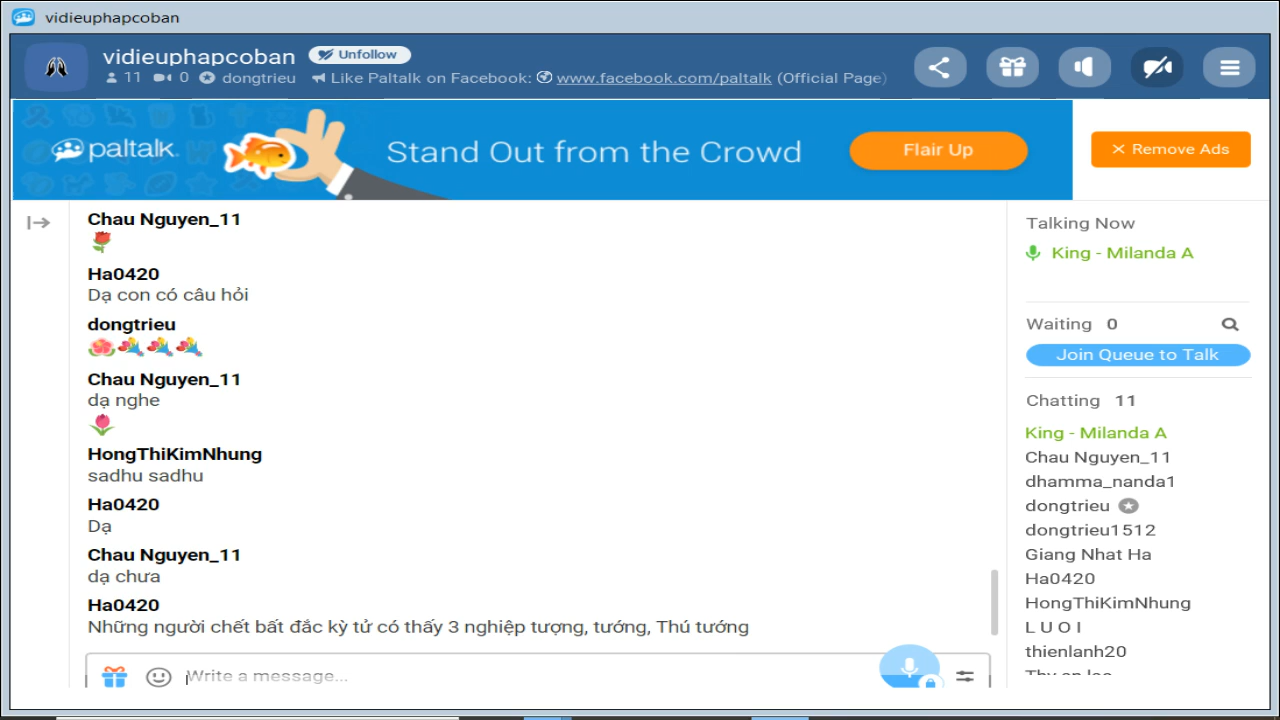 vidieuphapcoban
vidieuphapcoban Unfollow
11 0 dongtrieu Like Paltalk on Facebook: www.facebook.com/paltalk (Official Page)
paltalk Stand Out from the Crowd Flair Up
× Remove Ads
Chau Nguyen_11
Ha0420
Dạ con có câu hỏi
dongtrieu
Chau Nguyen_11
dạ nghe
HongThiKimNhung
sadhu sadhu
Ha0420
Dạ
Chau Nguyen_11
dạ chưa
Ha0420
Những người chết bất đắc kỳ tử có thấy 3 nghiệp tượng, tướng, Thú tướng
Write a message...
Talking Now
King - Milanda A
Waiting 0
Join Queue to Talk
Chatting 11
King - Milanda A
Chau Nguyen_11
dhamma_nanda1
dongtrieu
dongtrieu1512
Giang Nhat Ha
Ha0420
HongThiKimNhung
L U O I
thienlanh20